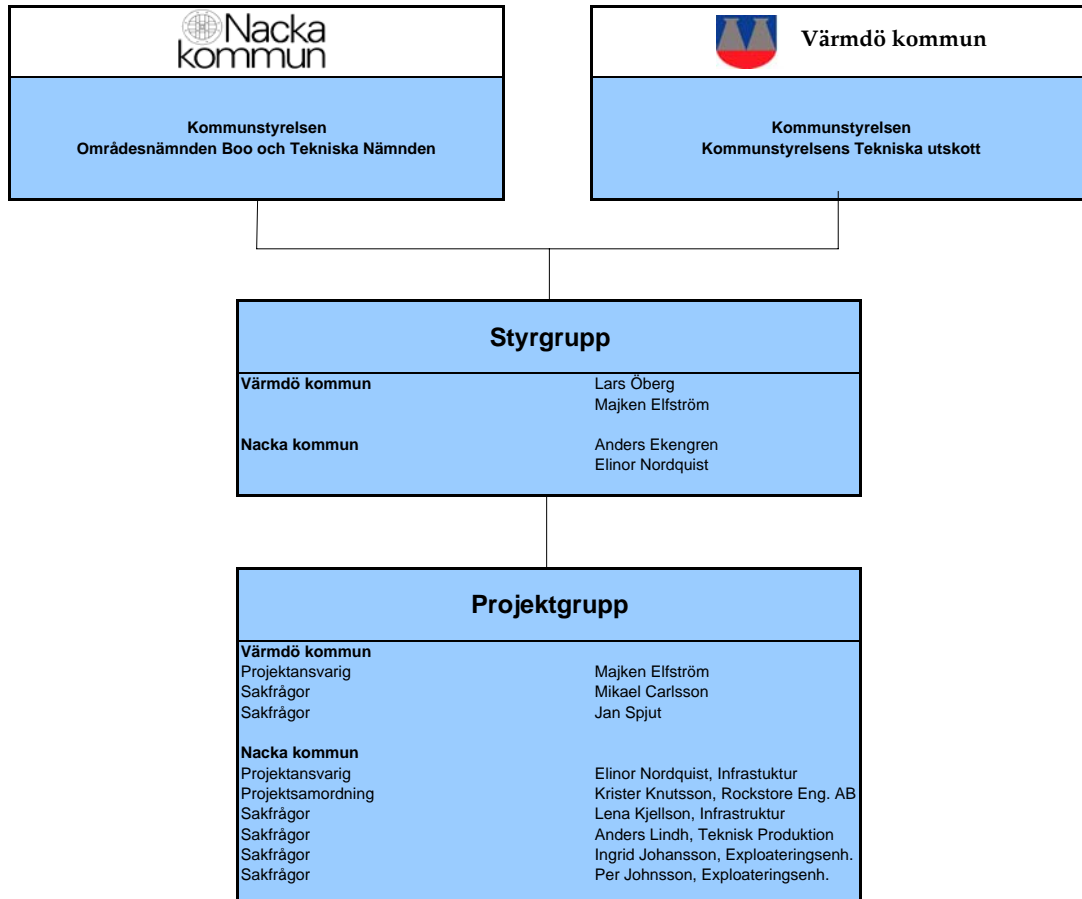 Nacka
kommun
Värmdö kommun
Kommunstyrelsen
Områdesnämnden Boo och Tekniska Nämnden
Kommunstyrelsen
Kommunstyrelsens Tekniska utskott
Styrgrupp
Värmdö kommun Lars Öberg
Majken Elfström
Nacka kommun Anders Ekengren
Elinor Nordquist
Projektgrupp
Värmdö kommun
Projektansvarig Majken Elfström
Sakfrågor Mikael Carlsson
Sakfrågor Jan Spjut
Nacka kommun
Projektansvarig Elinor Nordquist, Infrastuktur
Projektsamordning Krister Knutsson, Rockstore Eng. AB
Sakfrågor Lena Kjellson, Infrastruktur
Sakfrågor Anders Lindh, Teknisk Produktion
Sakfrågor Ingrid Johansson, Exploateringsenh.
Sakfrågor Per Johnsson, Exploateringsenh.